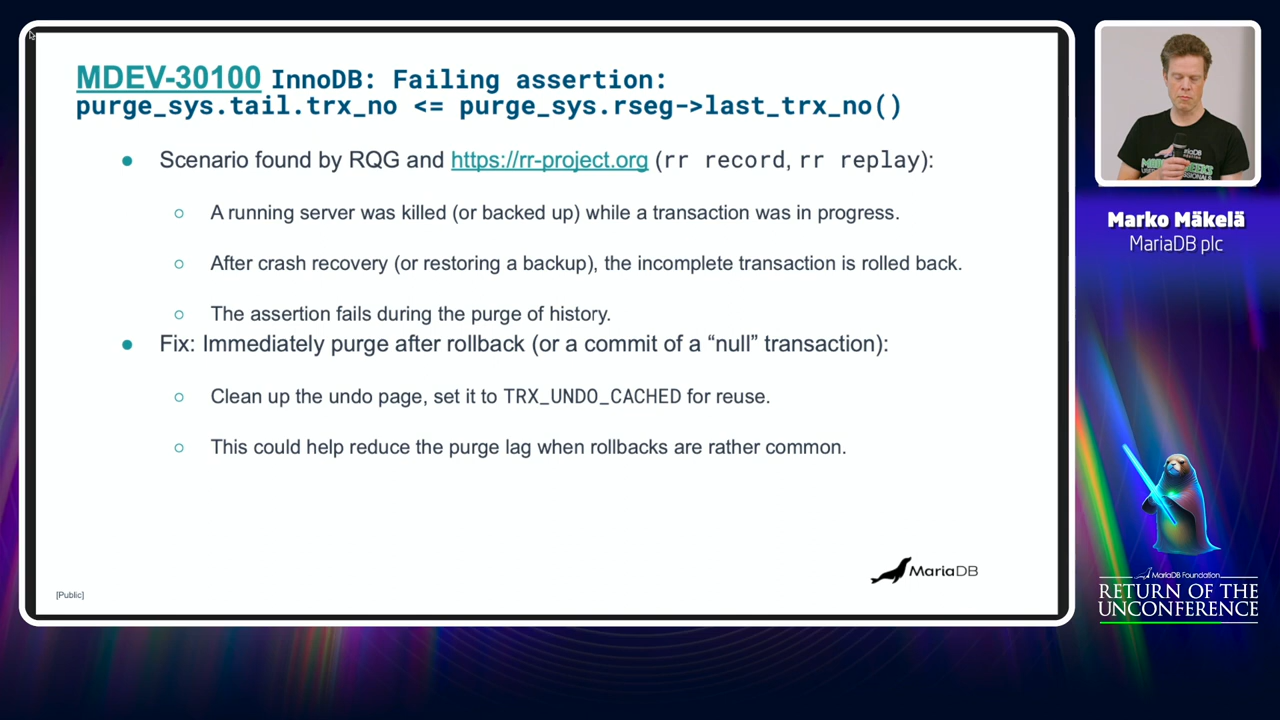 MDEV-30100 InnoDB: Failing assertion:
purge_sys.tail.trx_no <= purge_sys.rseg->last_trx_no()
● Scenario found by RQG and https://rr-project.org (rr record, rr replay):
○ A running server was killed (or backed up) while a transaction was in progress.
○ After crash recovery (or restoring a backup), the incomplete transaction is rolled back.
○ The assertion fails during the purge of history.
● Fix: Immediately purge after rollback (or a commit of a “null” transaction):
○ Clean up the undo page, set it to TRX_UNDO_CACHED for reuse.
○ This could help reduce the purge lag when rollbacks are rather common.
MariaDB
[Public]
Marko Mäkelä
MariaDB plc
MariaDB Foundation
RETURN OF THE
UNCONFERENCE